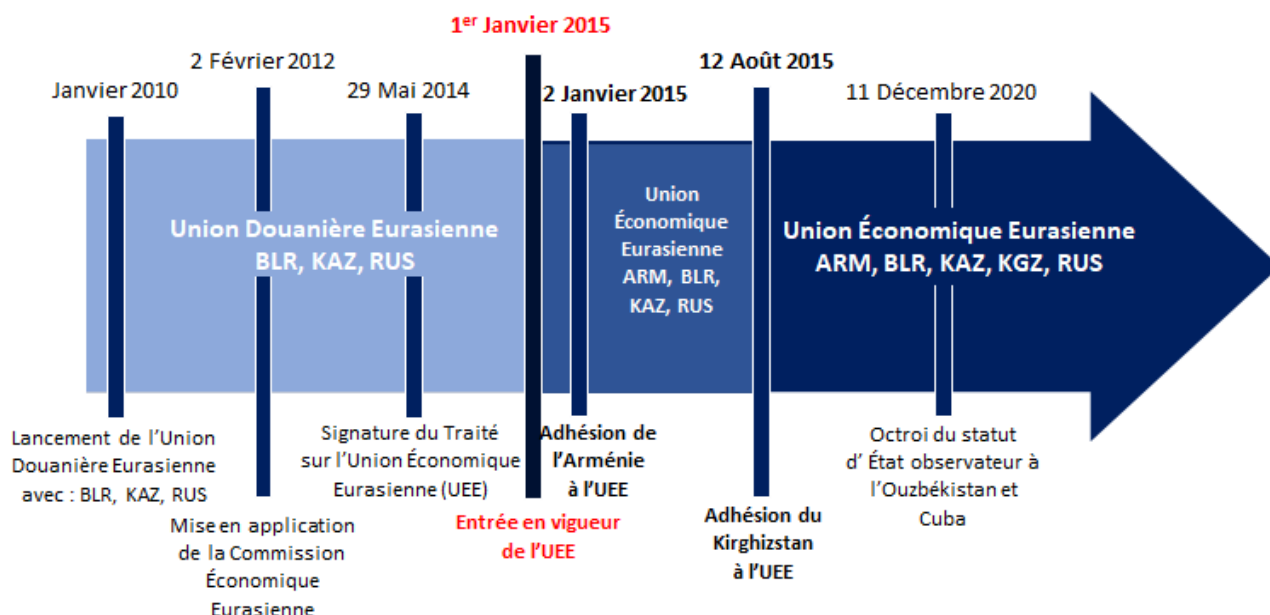 1er Janvier 2015
2 Février 2012
12 Août 2015
Janvier 2010
29 Mai 2014
2 Janvier 2015
11 Décembre 2020
Union Douanière Eurasienne
BLR, KAZ, RUS
Union
Économique
Eurasienne
ARM, BLR,
KAZ, RUS
Union Économique Eurasienne
ARM, BLR, KAZ, KGZ, RUS
Lancement de l’Union
Douanière Eurasienne
avec : BLR, KAZ, RUS
Mise en application
de la Commission
Économique
Eurasienne
Signature du Traité
sur l’Union Économique
Eurasienne (UEE)
Entrée en vigueur
de l’UEE
Adhésion de
l’Arménie
à l’UEE
Adhésion du
Kirghizstan
à l’UEE
Octroi du statut
d’ État observateur à
l’Ouzbékistan et
Cuba